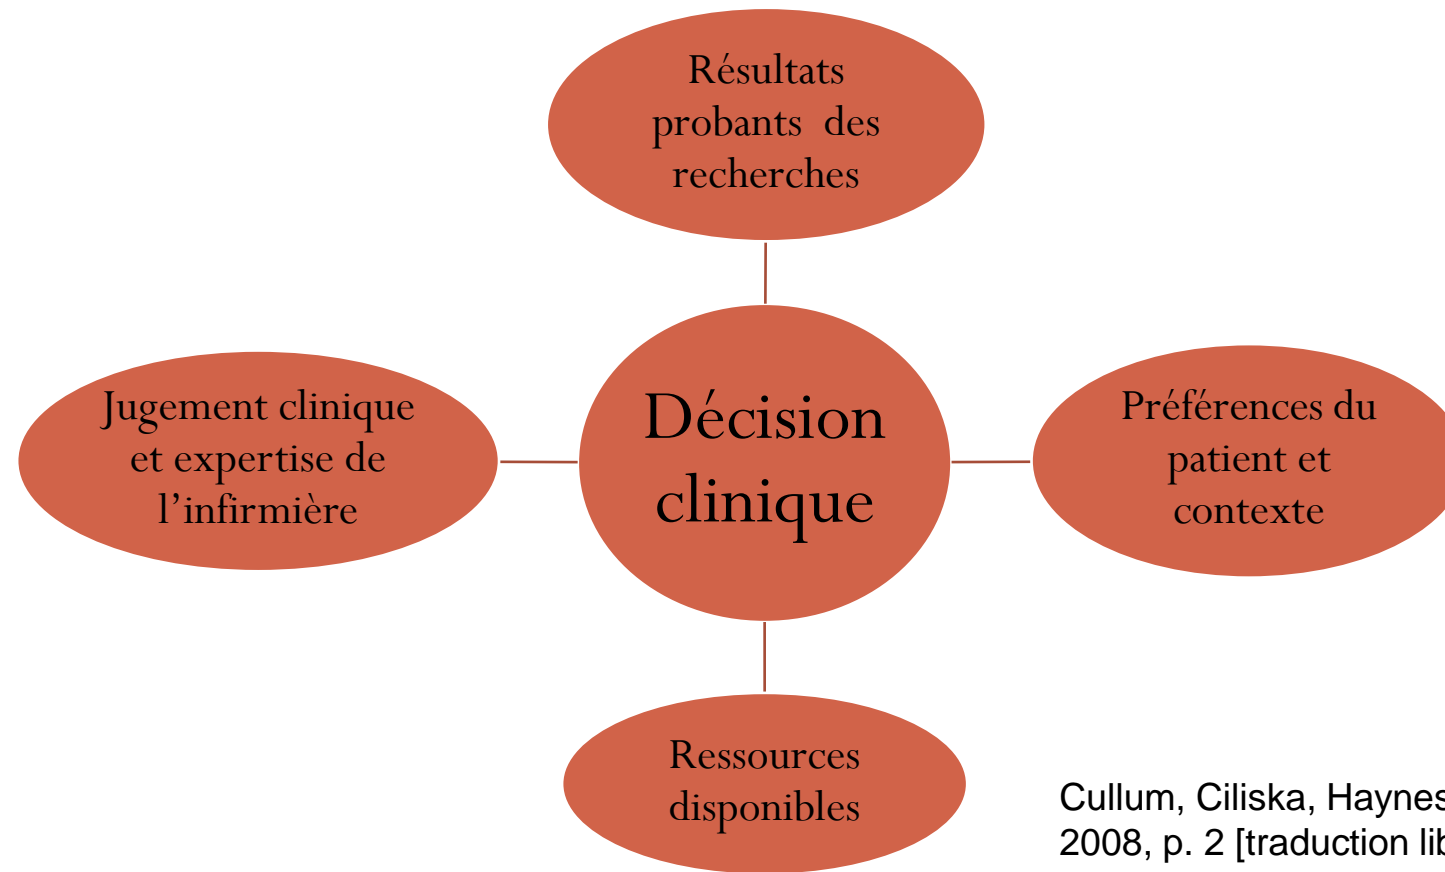 Résultats
probants des
recherches
Jugement clinique
et expertise de
l’infirmière
Décision
clinique
Préférences du
patient et
contexte
Ressources
disponibles
Cullum, Ciliska, Haynes
2008, p. 2 [traduction